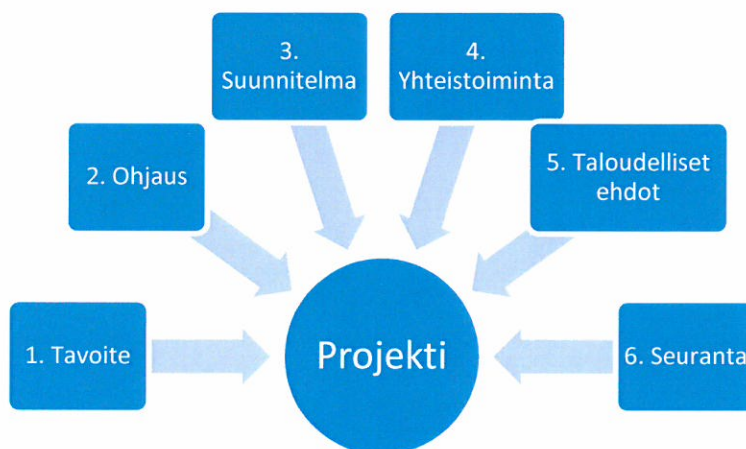 1. Tavoite
2. Ohjaus
3.
Suunnitelma
4.
Yhteistoiminta
5. Taloudelliset
ehdot
6. Seuranta
Projekti